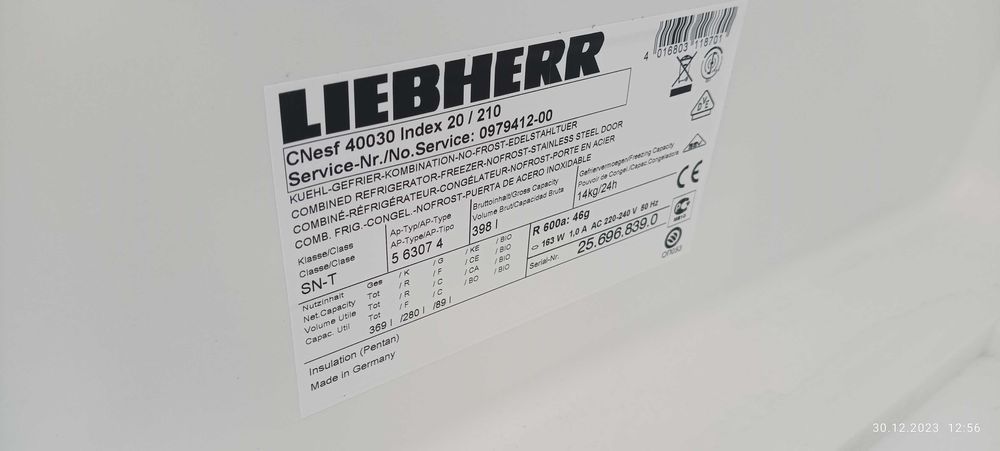 LIEBHERR
4 016803 118701
CNesf 40030 Index 20 / 210
Service-Nr./No.Service: 0979412-00
KUEHL-GEFRIER-KOMBINATION-NO-FROST-EDELSTAHLTUER
COMBINED REFRIGERATOR-FREEZER-NOFROST-STAINLESS STEEL DOOR
COMBINÉ-RÉFRIGÉRATEUR-CONGÉLATEUR-NOFROST-PORTE EN ACIER
COMB. FRIG.-CONGEL.-NOFROST-PUERTA DE ACERO INOXIDABLE
Klasse/Class
Classe/Clase
SN-T
Ap-Typ/AP-Type
AP-Type/AP-Tipo
5 6307 4
Bruttoinhalt/Gross Capacity
Volume Brut/Capacidad Bruta
398 l
Gefriervermoegen/Freezing Capacity
Pouvoir de Congel./Capac.Congeladora
14kg/24h
Nutzinhalt Ges / K / G / KE / BIO
Net.Capacity Tot / R / F / CE / BIO
Volume Utile Tot / R / C / CA / BIO
Capac. Util Tot / F / C / BO / BIO
369 l /280 l /89 l
R 600a: 46g
163 W 1,0 A AC 220-240 V 50 Hz
Serial-Nr. 25.696.839.0
VDE
CE
Insulation (Pentan)
Made in Germany
30.12.2023 12:56